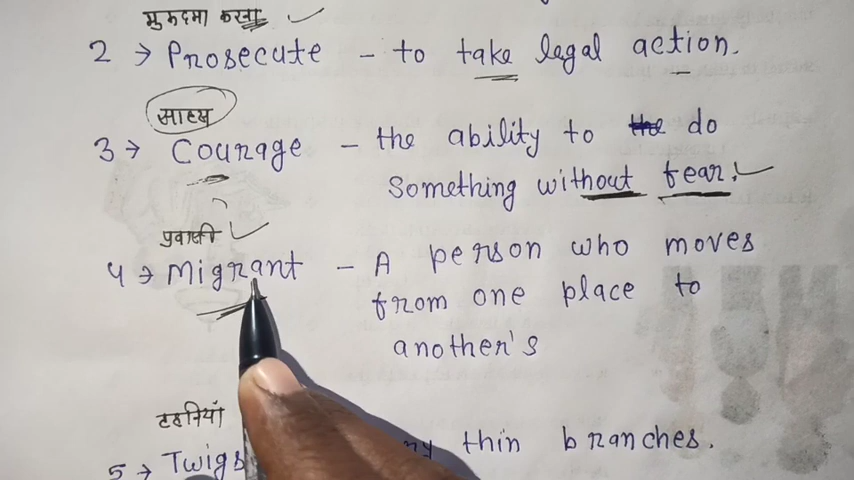 मुकदमा करना
2 → Prosecute - to take legal action.
साहस
3 → Courage - the ability to do
something without fear.
प्रवासी
4 → Migrant - A person who moves
from one place to
another's
टहनियाँ
5 → Twigs thin branches.